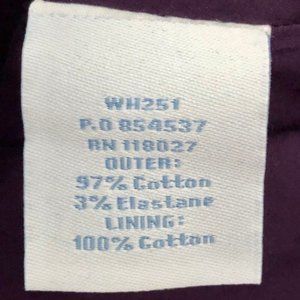 WH251
P.O 854537
RN 118027
OUTER:
97% Cotton
3% Elastane
LINING:
100% Cotton